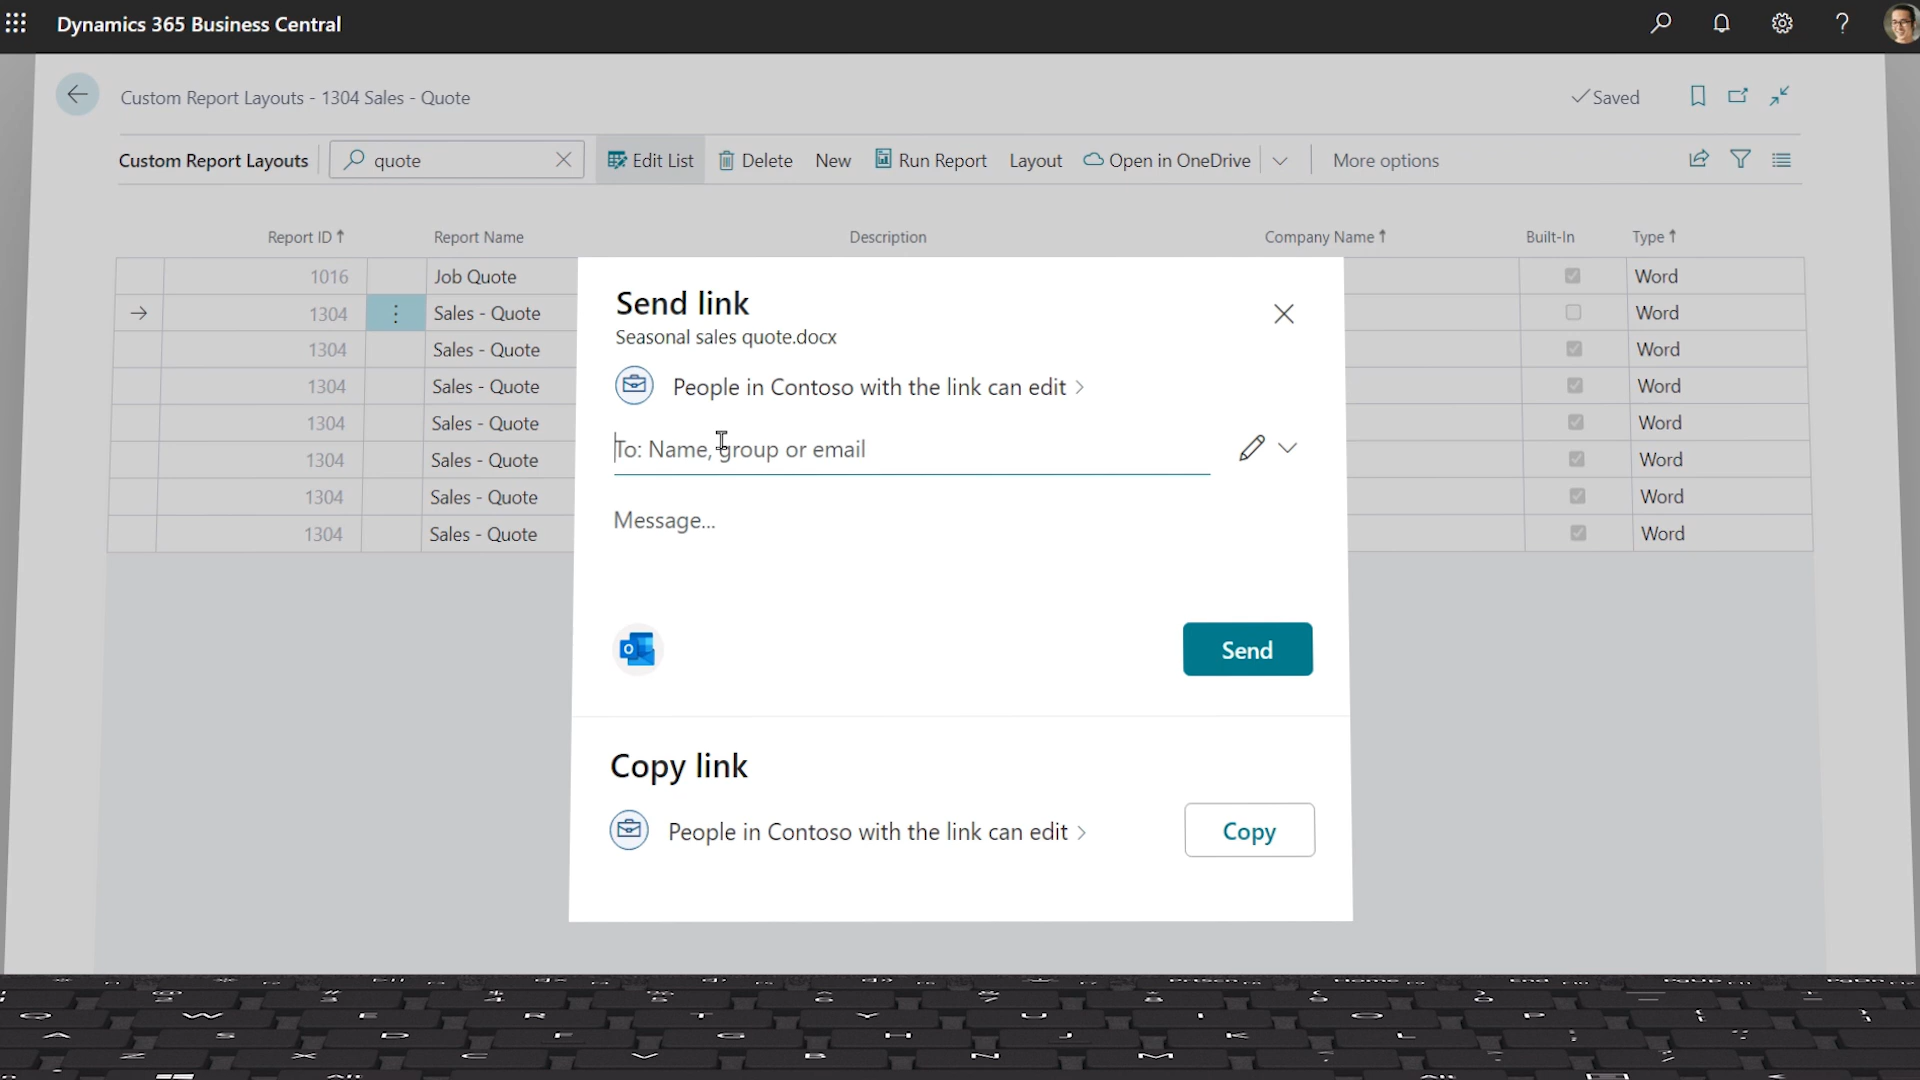 Dynamics 365 Business Central
Custom Report Layouts - 1304 Sales - Quote
Saved
Custom Report Layouts
quote
Edit List
Delete
New
Run Report
Layout
Open in OneDrive
More options
Report ID ↑
Report Name
Description
Company Name ↑
Built-In
Type ↑
1016 Job Quote Word
1304 Sales - Quote Word
1304 Sales - Quote Word
1304 Sales - Quote Word
1304 Sales - Quote Word
1304 Sales - Quote Word
1304 Sales - Quote Word
1304 Sales - Quote Word
Send link
Seasonal sales quote.docx
People in Contoso with the link can edit
To: Name, group or email
Message...
Send
Copy link
People in Contoso with the link can edit
Copy
Q W E R T Y U I O P
A S D F G H J K L
Z X C V B N M